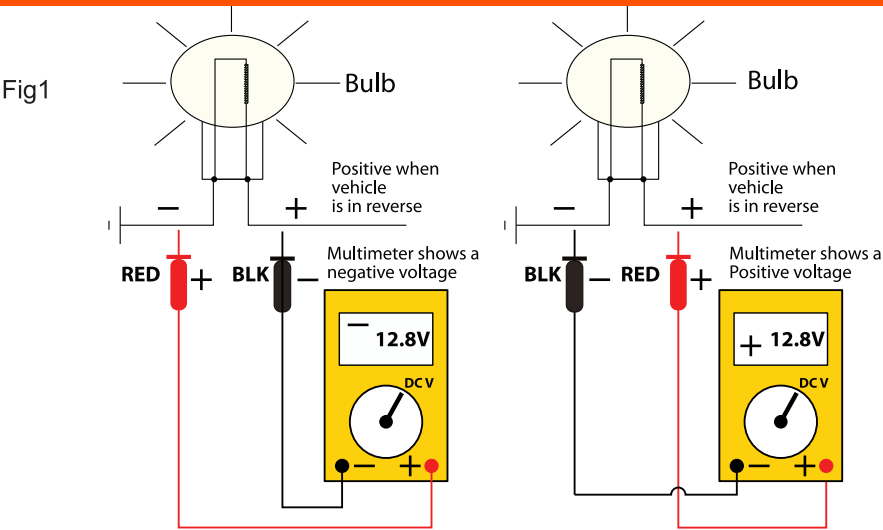 Fig1
Bulb
Positive when
vehicle
is in reverse
− +
Multimeter shows a
negative voltage
RED + BLK −
− 12.8V
DC V
− +
Bulb
Positive when
vehicle
is in reverse
− +
Multimeter shows a
Positive voltage
BLK − RED +
+ 12.8V
DC V
− +